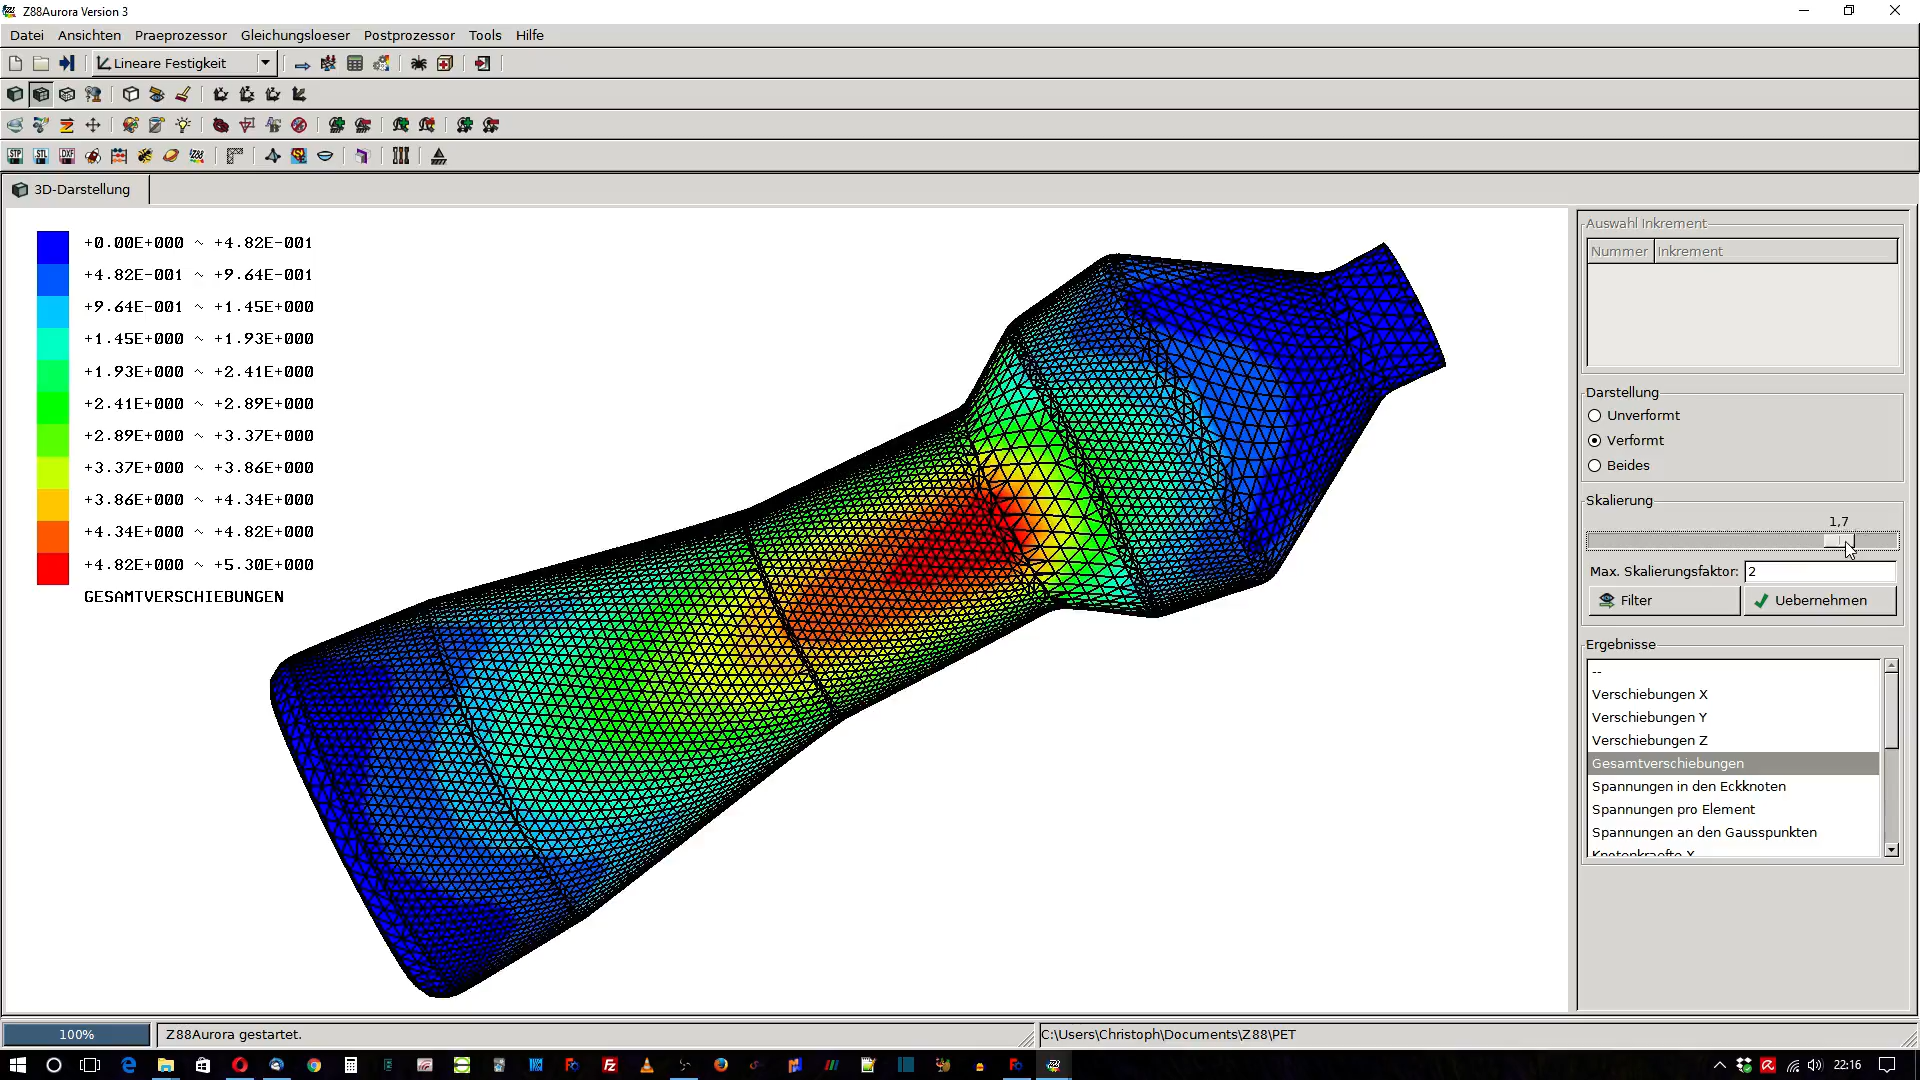 Z88Aurora Version 3
Datei Ansichten Praeprozessor Gleichungsloeser Postprozessor Tools Hilfe
Lineare Festigkeit
3D-Darstellung
+0.00E+000 ~ +4.82E-001
+4.82E-001 ~ +9.64E-001
+9.64E-001 ~ +1.45E+000
+1.45E+000 ~ +1.93E+000
+1.93E+000 ~ +2.41E+000
+2.41E+000 ~ +2.89E+000
+2.89E+000 ~ +3.37E+000
+3.37E+000 ~ +3.86E+000
+3.86E+000 ~ +4.34E+000
+4.34E+000 ~ +4.82E+000
+4.82E+000 ~ +5.30E+000
GESAMTVERSCHIEBUNGEN
Auswahl Inkrement
Nummer Inkrement
Darstellung
Unverformt
Verformt
Beides
Skalierung
1,7
Max. Skalierungsfaktor: 2
Filter Uebernehmen
Ergebnisse
--
Verschiebungen X
Verschiebungen Y
Verschiebungen Z
Gesamtverschiebungen
Spannungen in den Eckknoten
Spannungen pro Element
Spannungen an den Gausspunkten
Knotenkraefte X
100% Z88Aurora gestartet. C:\Users\Christoph\Documents\Z88\PET
22:16